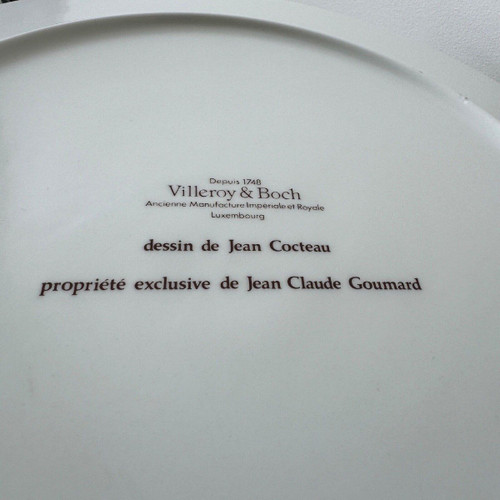 Depuis 1748
Villeroy & Boch
Ancienne Manufacture Impériale et Royale
Luxembourg
dessin de Jean Cocteau
propriété exclusive de Jean Claude Goumard